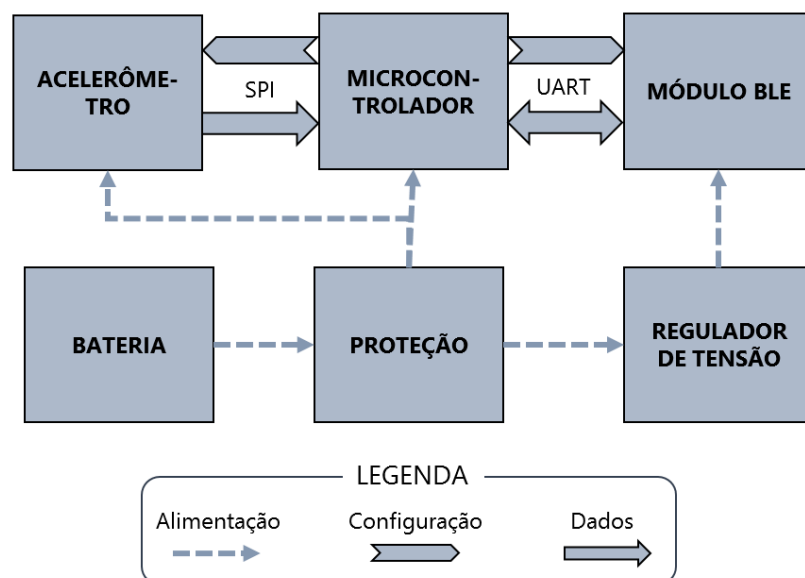 ACELERÔME-
TRO
SPI
MICROCON-
TROLADOR
UART
MÓDULO BLE
BATERIA
PROTEÇÃO
REGULADOR
DE TENSÃO
LEGENDA
Alimentação
Configuração
Dados